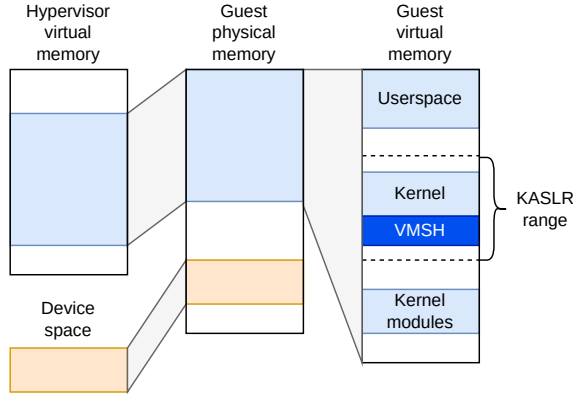 Hypervisor
virtual
memory
Guest
physical
memory
Guest
virtual
memory
Userspace
Kernel
VMSH
KASLR
range
Kernel
modules
Device
space